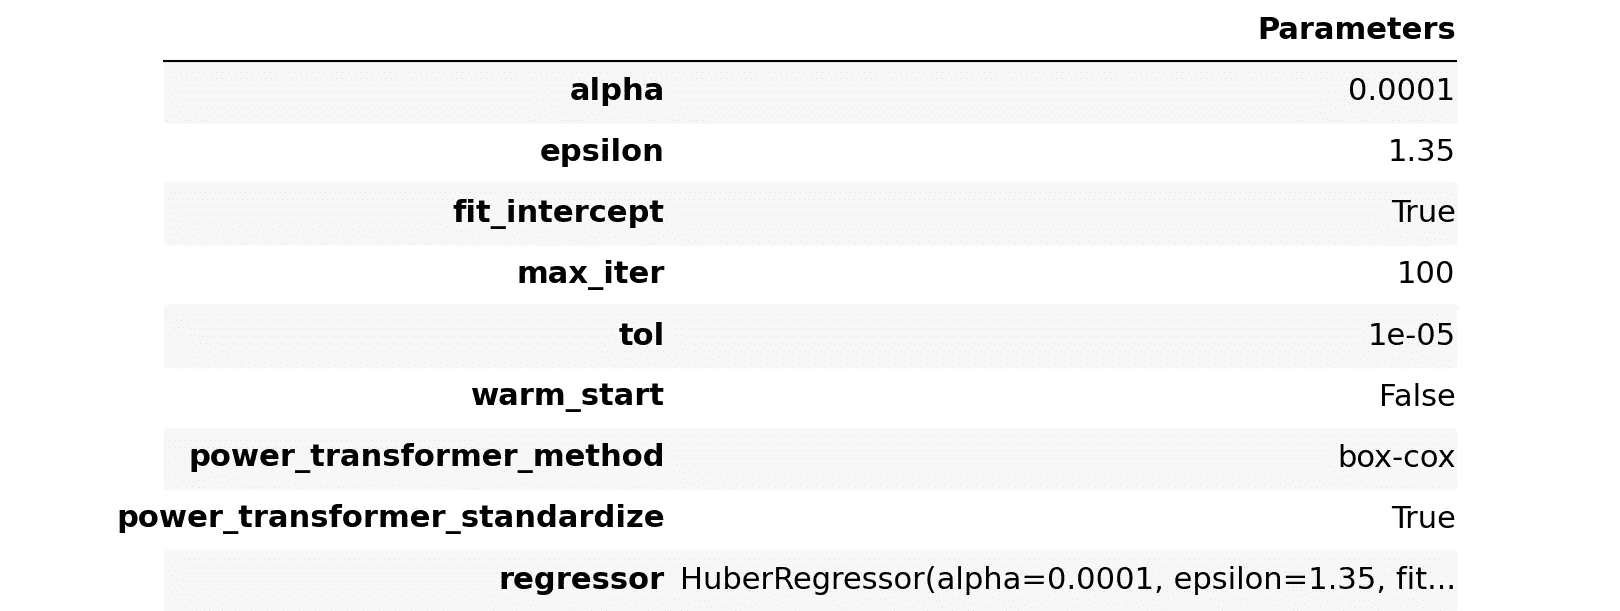 Parameters
alpha 0.0001
epsilon 1.35
fit_intercept True
max_iter 100
tol 1e-05
warm_start False
power_transformer_method box-cox
power_transformer_standardize True
regressor HuberRegressor(alpha=0.0001, epsilon=1.35, fit...